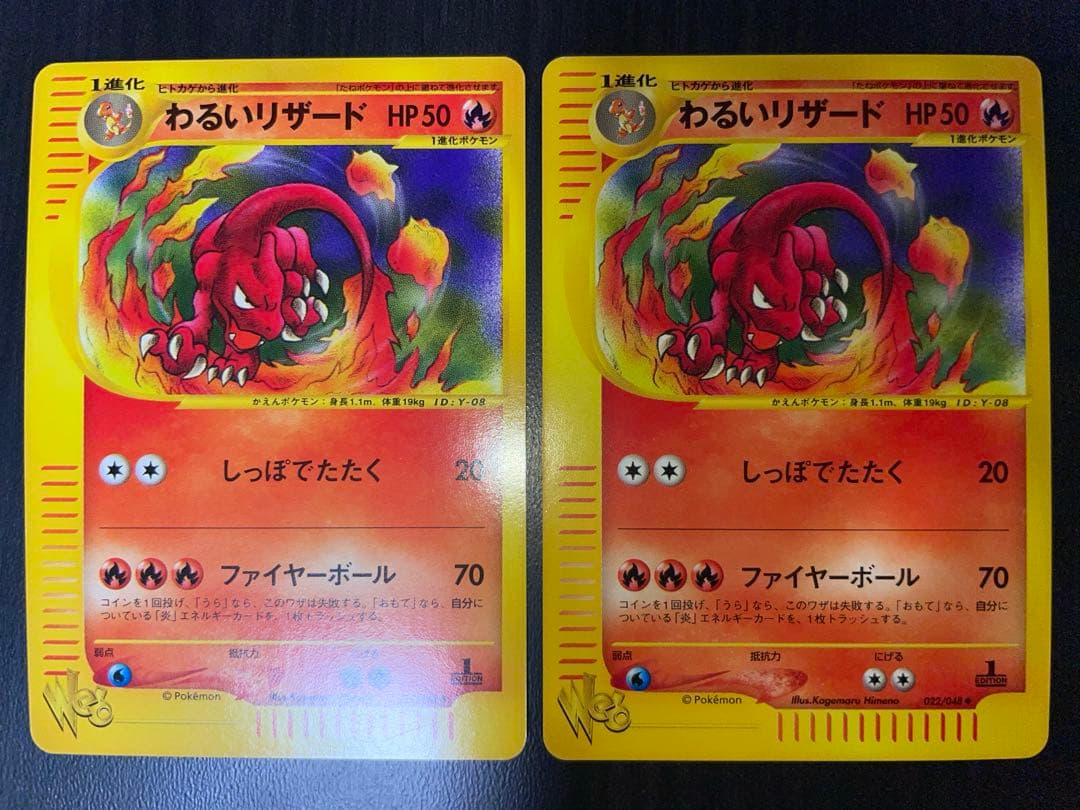 1進化
ヒトカゲから進化
「たねポケモン」の上に重ねて進化させます。
わるいリザード HP50
1進化ポケモン
かえんポケモン:身長1.1m、体重19kg ID:Y-08
しっぽでたたく 20
ファイヤーボール 70
コインを1回投げ、「うら」なら、このワザは失敗する。「おもて」なら、自分に
ついている「炎」エネルギーカードを、1枚トラッシュする。
弱点 抵抗力 にげる
1 EDITION
Web
©Pokémon
1進化
ヒトカゲから進化
「たねポケモン」の上に重ねて進化させます。
わるいリザード HP50
1進化ポケモン
かえんポケモン:身長1.1m、体重19kg ID:Y-08
しっぽでたたく 20
ファイヤーボール 70
コインを1回投げ、「うら」なら、このワザは失敗する。「おもて」なら、自分に
ついている「炎」エネルギーカードを、1枚トラッシュする。
弱点 抵抗力 にげる
1 EDITION
Web
©Pokémon Illus.Kagemaru Himeno 022/048